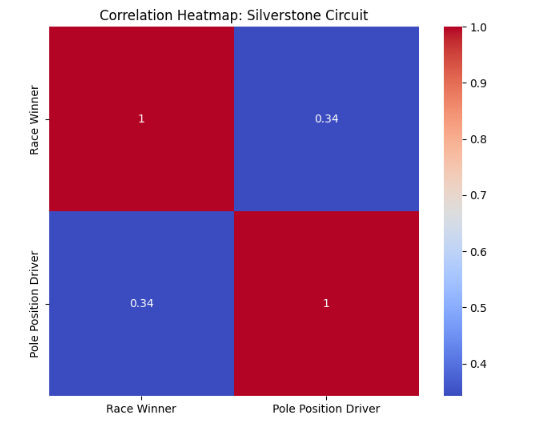 Correlation Heatmap: Silverstone Circuit
Race Winner
Pole Position Driver
1
0.34
0.34
1
Race Winner
Pole Position Driver
1.0
0.9
0.8
0.7
0.6
0.5
0.4